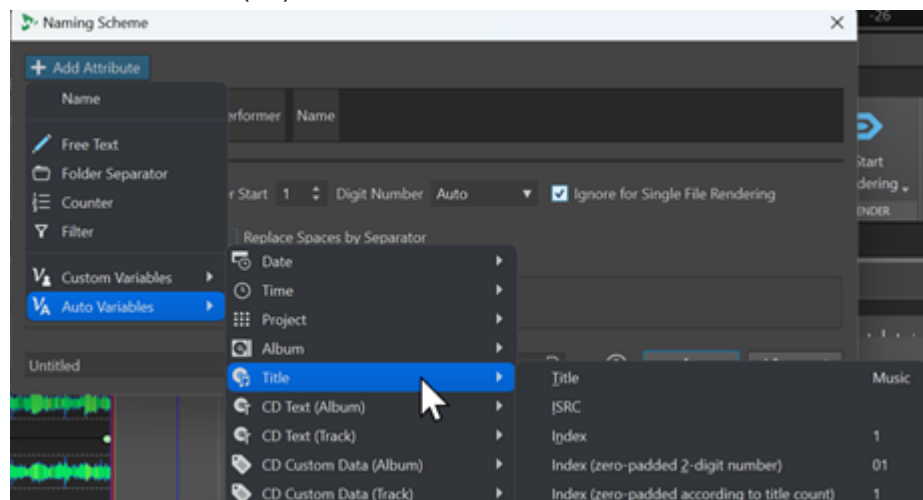 Naming Scheme
-26
Add Attribute
Name
erformer Name
Free Text
Folder Separator
Start
r Start 1 Digit Number Auto Ignore for Single File Rendering
dering
Counter
ENDER
Filter
Replace Spaces by Separator
Date
Custom Variables
Time
Auto Variables
Project
Album
Untitled
Title
Title Music
CD Text (Album)
ISRC
CD Text (Track)
Index 1
CD Custom Data (Album)
Index (zero-padded 2-digit number) 01
CD Custom Data (Track)
Index (zero-padded according to title count) 1